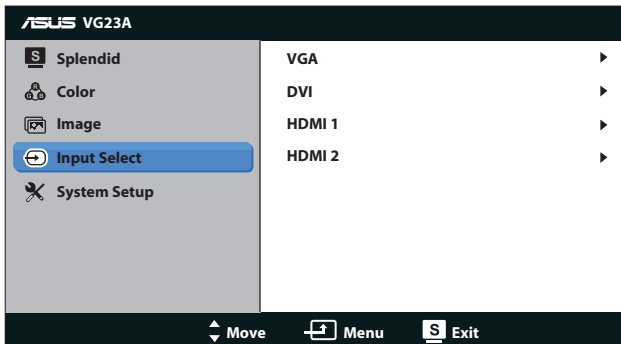 ASUS VG23A
S Splendid
Color
Image
Input Select
System Setup
VGA
DVI
HDMI 1
HDMI 2
Move Menu S Exit